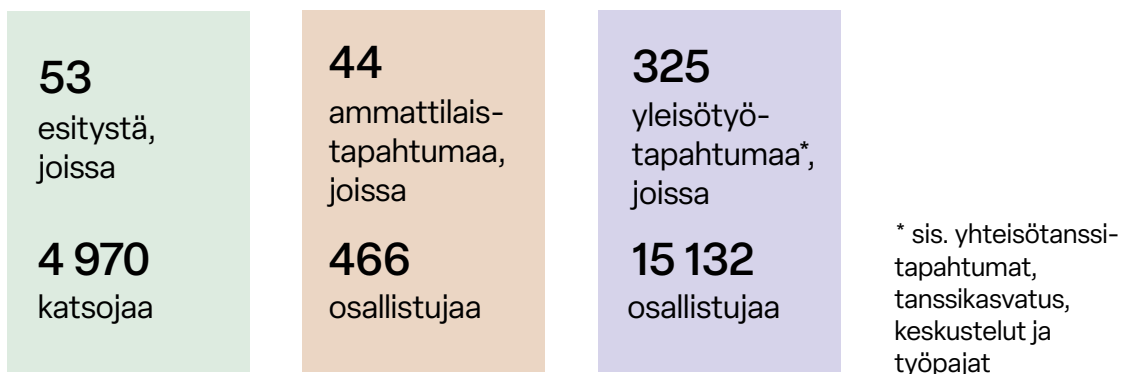 53
esitystä,
joissa
4 970
katsojaa
44
ammattilais-
tapahtumaa,
joissa
466
osallistujaa
325
yleisötyö-
tapahtumaa*,
joissa
15 132
osallistujaa
* sis. yhteisötanssi-
tapahtumat,
tanssikasvatus,
keskustelut ja
työpajat